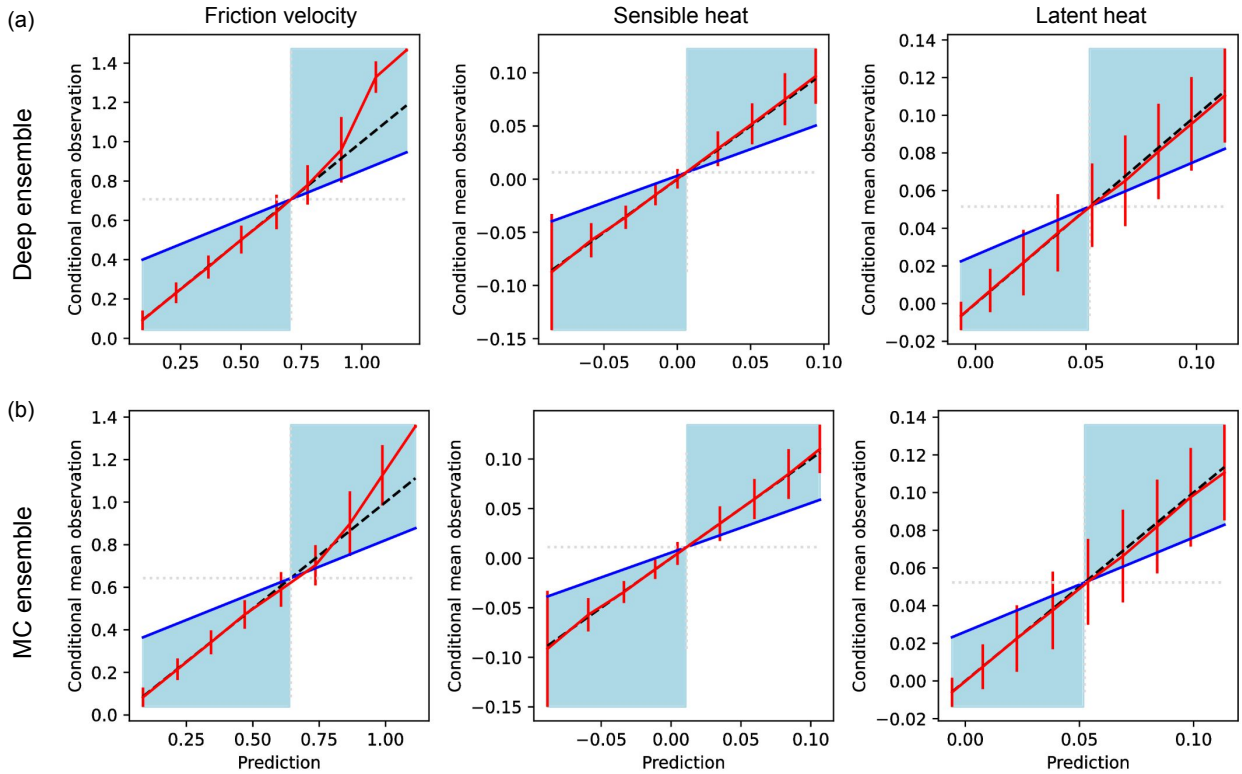 (a)
Friction velocity
Sensible heat
Latent heat
Deep ensemble
Conditional mean observation
1.4
1.2
1.0
0.8
0.6
0.4
0.2
0.0
0.25 0.50 0.75 1.00
Conditional mean observation
0.10
0.05
0.00
−0.05
−0.10
−0.15
−0.05 0.00 0.05 0.10
Conditional mean observation
0.14
0.12
0.10
0.08
0.06
0.04
0.02
0.00
−0.02
0.00 0.05 0.10
(b)
MC ensemble
Conditional mean observation
1.4
1.2
1.0
0.8
0.6
0.4
0.2
0.0
0.25 0.50 0.75 1.00
Prediction
Conditional mean observation
0.10
0.05
0.00
−0.05
−0.10
−0.15
−0.05 0.00 0.05 0.10
Prediction
Conditional mean observation
0.14
0.12
0.10
0.08
0.06
0.04
0.02
0.00
−0.02
0.00 0.05 0.10
Prediction